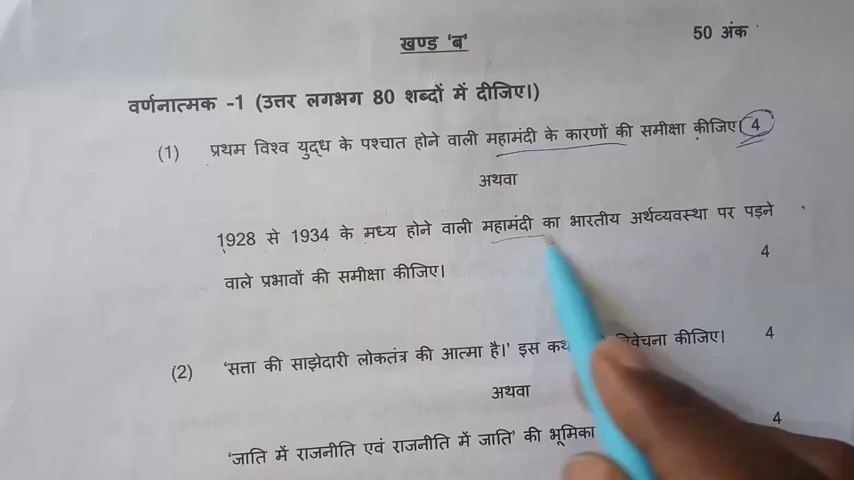 खण्ड 'ब'
50 अंक
वर्णनात्मक -1 (उत्तर लगभग 80 शब्दों में दीजिए।)
(1) प्रथम विश्व युद्ध के पश्चात होने वाली महामंदी के कारणों की समीक्षा कीजिए। 4
अथवा
1928 से 1934 के मध्य होने वाली महामंदी का भारतीय अर्थव्यवस्था पर पड़ने
वाले प्रभावों की समीक्षा कीजिए। 4
(2) 'सत्ता की साझेदारी लोकतंत्र की आत्मा है।' इस कीजिए। 4
अथवा
'जाति में राजनीति एवं राजनीति में जाति' की भूमिका 4